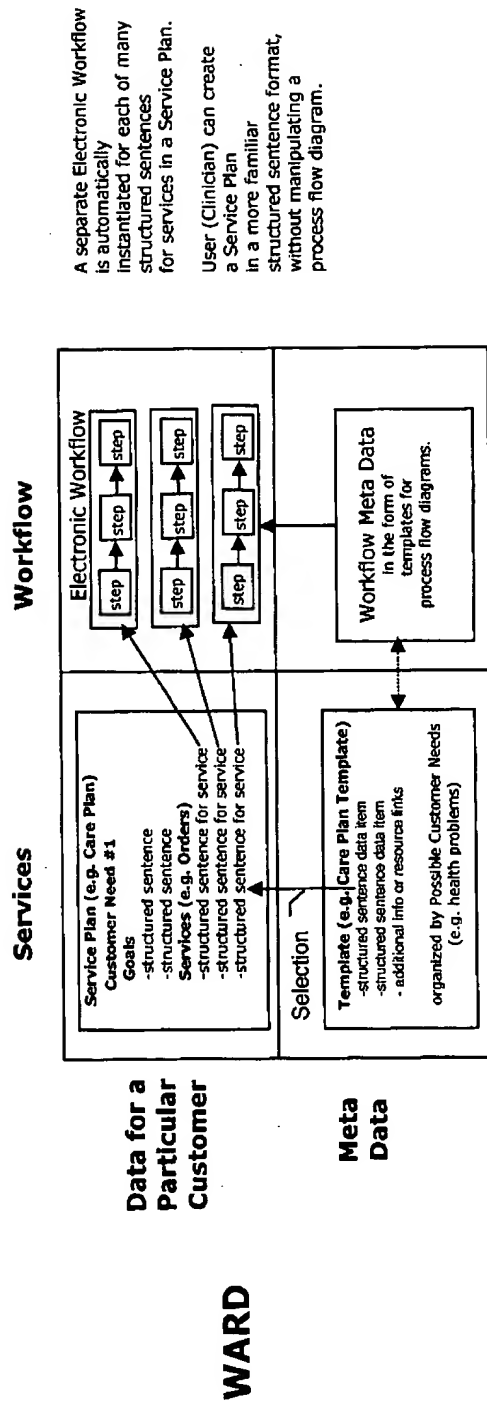 WARD
Services
Workflow
Data for a
Particular
Customer
Service Plan (e.g. Care Plan)
Customer Need #1
Goals
-structured sentence
-structured sentence
Services (e.g. Orders)
-structured sentence for service
-structured sentence for service
-structured sentence for service
Electronic Workflow
step
step
step
step
step
step
step
step
step
Meta
Data
Selection
Template (e.g. Care Plan Template)
-structured sentence data item
-structured sentence data item
- additional info or resource links
organized by Possible Customer Needs
(e.g. health problems)
Workflow Meta Data
in the form of
templates for
process flow diagrams.
A separate Electronic Workflow
is automatically
instantiated for each of many
structured sentences
for services in a Service Plan.
User (Clinician) can create
a Service Plan
in a more familiar
structured sentence format,
without manipulating a
process flow diagram.